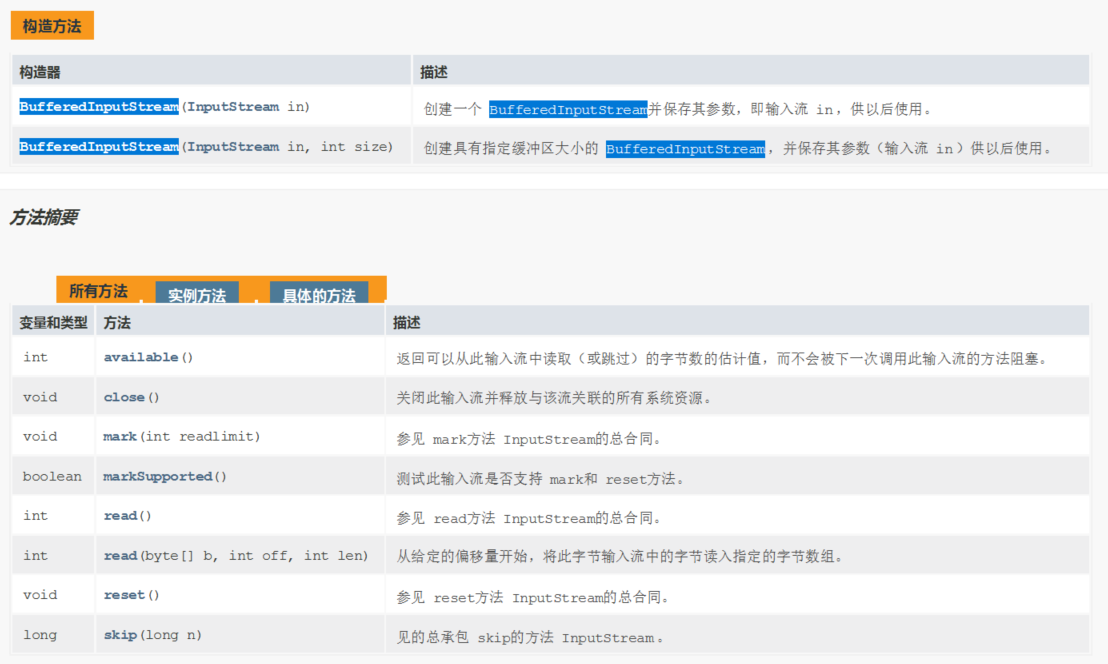 构造方法
构造器 描述
BufferedInputStream(InputStream in) 创建一个 BufferedInputStream并保存其参数，即输入流 in，供以后使用。
BufferedInputStream(InputStream in, int size) 创建具有指定缓冲区大小的 BufferedInputStream，并保存其参数（输入流 in）供以后使用。
方法摘要
所有方法 实例方法 具体的方法
变量和类型 方法 描述
int available() 返回可以从此输入流中读取（或跳过）的字节数的估计值，而不会被下一次调用此输入流的方法阻塞。
void close() 关闭此输入流并释放与该流关联的所有系统资源。
void mark(int readlimit) 参见 mark方法 InputStream的总合同。
boolean markSupported() 测试此输入流是否支持 mark和 reset方法。
int read() 参见 read方法 InputStream的总合同。
int read(byte[] b, int off, int len) 从给定的偏移量开始，将此字节输入流中的字节读入指定的字节数组。
void reset() 参见 reset方法 InputStream的总合同。
long skip(long n) 见的总承包 skip的方法 InputStream。